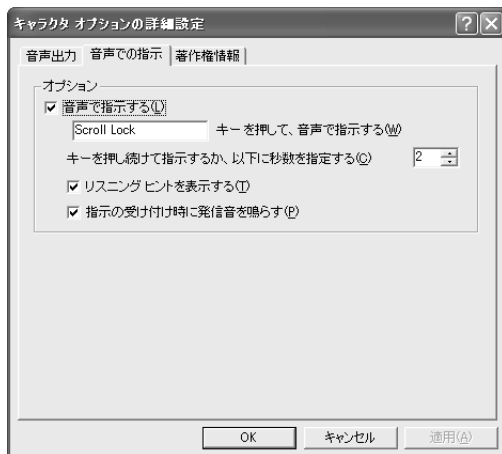 キャラクタ オプションの詳細設定
音声出力 音声での指示 著作権情報
オプション
音声で指示する(L)
Scroll Lock キーを押して、音声で指示する(W)
キーを押し続けて指示するか、以下に秒数を指定する(C) 2
リスニング ヒントを表示する(T)
指示の受け付け時に発信音を鳴らす(P)
OK キャンセル 適用(A)